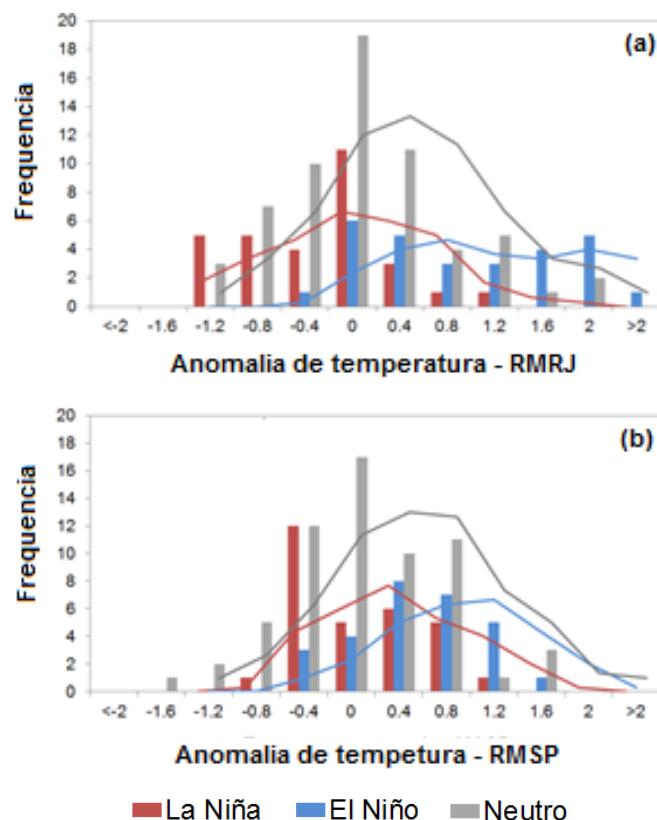 20
18
16
14
12
10
8
6
4
2
0
Frequencia
(a)
<-2 -1.6 -1.2 -0.8 -0.4 0 0.4 0.8 1.2 1.6 2 >2
Anomalia de temperatura - RMRJ
20
18
16
14
12
10
8
6
4
2
0
Frequencia
(b)
<-2 -1.6 -1.2 -0.8 -0.4 0 0.4 0.8 1.2 1.6 2 >2
Anomalia de tempetura - RMSP
La Niña El Niño Neutro